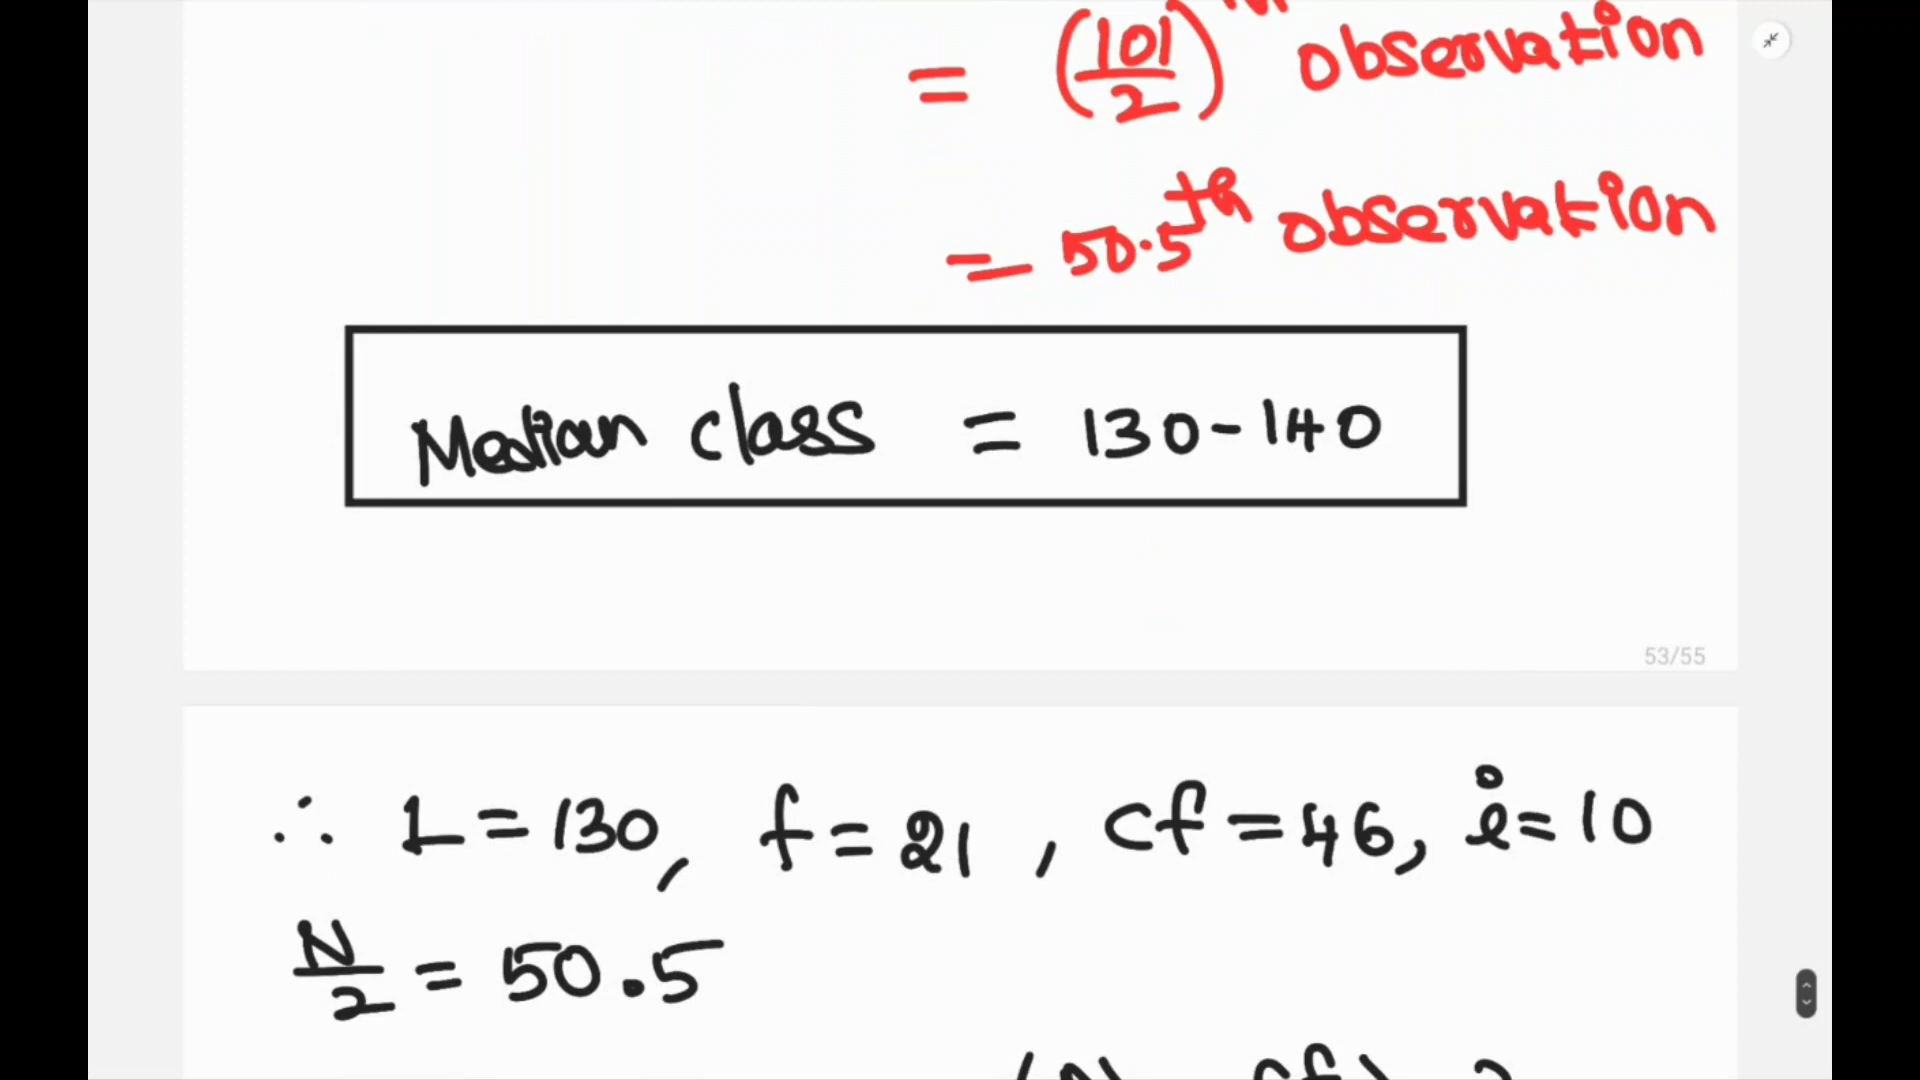 = (101/2) observation
= 50.5th observation
Median class = 130-140
53/55
∴ L=130, f=21, cf=46, i=10
N/2 = 50.5